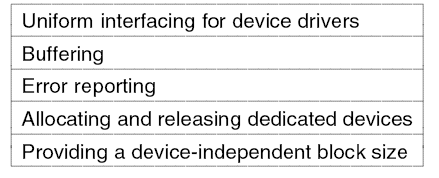 Uniform interfacing for device drivers
Buffering
Error reporting
Allocating and releasing dedicated devices
Providing a device-independent block size